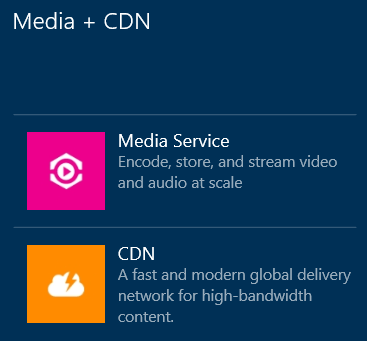 Media + CDN
Media Service
Encode, store, and stream video
and audio at scale
CDN
A fast and modern global delivery
network for high-bandwidth
content.